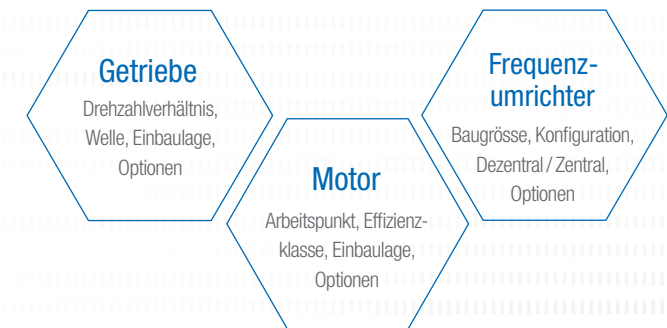 Getriebe
Drehzahlverhältnis,
Welle, Einbaulage,
Optionen
Motor
Arbeitspunkt, Effizienz-
klasse, Einbaulage,
Optionen
Frequenz-
umrichter
Baugrösse, Konfiguration,
Dezentral / Zentral,
Optionen